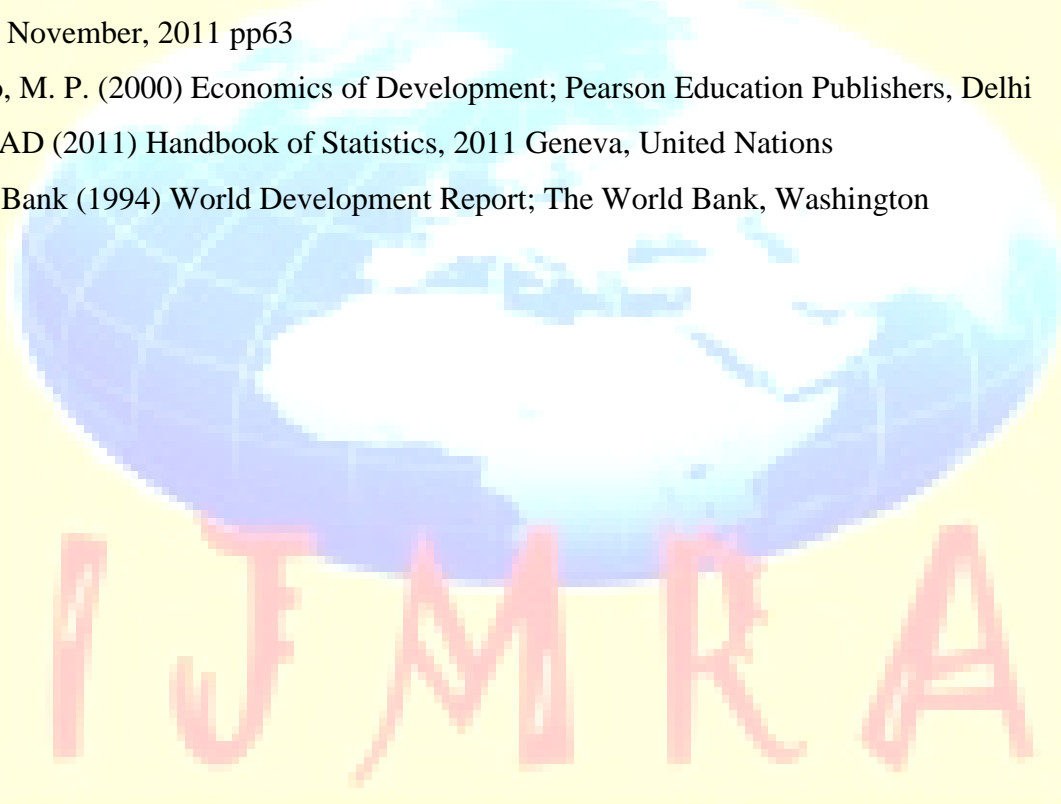 November, 2011 pp63
o, M. P. (2000) Economics of Development; Pearson Education Publishers, Delhi
AD (2011) Handbook of Statistics, 2011 Geneva, United Nations
Bank (1994) World Development Report; The World Bank, Washington
IJMRA